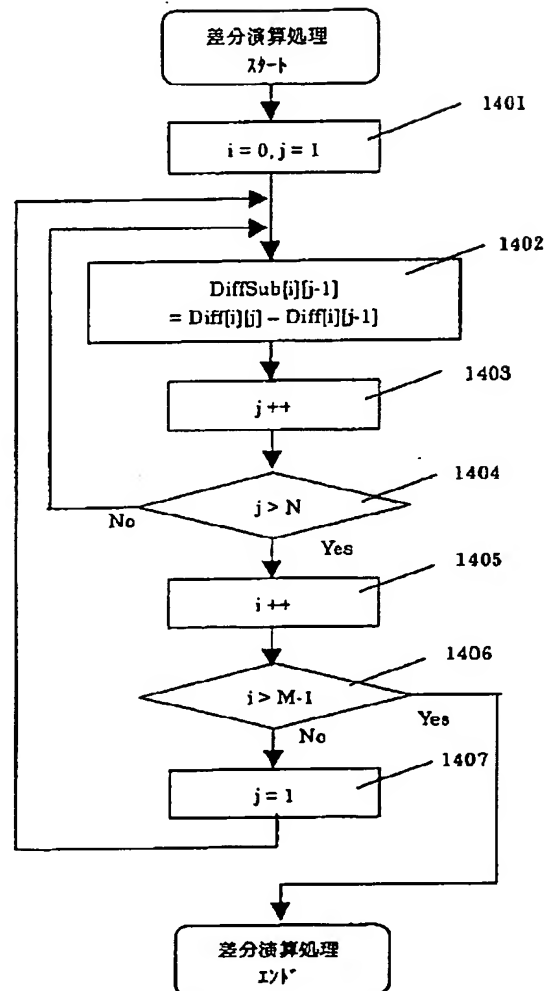 差分演算処理
スタート
1401
i = 0, j = 1
1402
DiffSub[i][j-1]
= Diff[i][j] – Diff[i][j-1]
1403
j ++
1404
j > N
No
Yes
1405
i ++
1406
i > M-1
Yes
No
1407
j = 1
差分演算処理
エンド